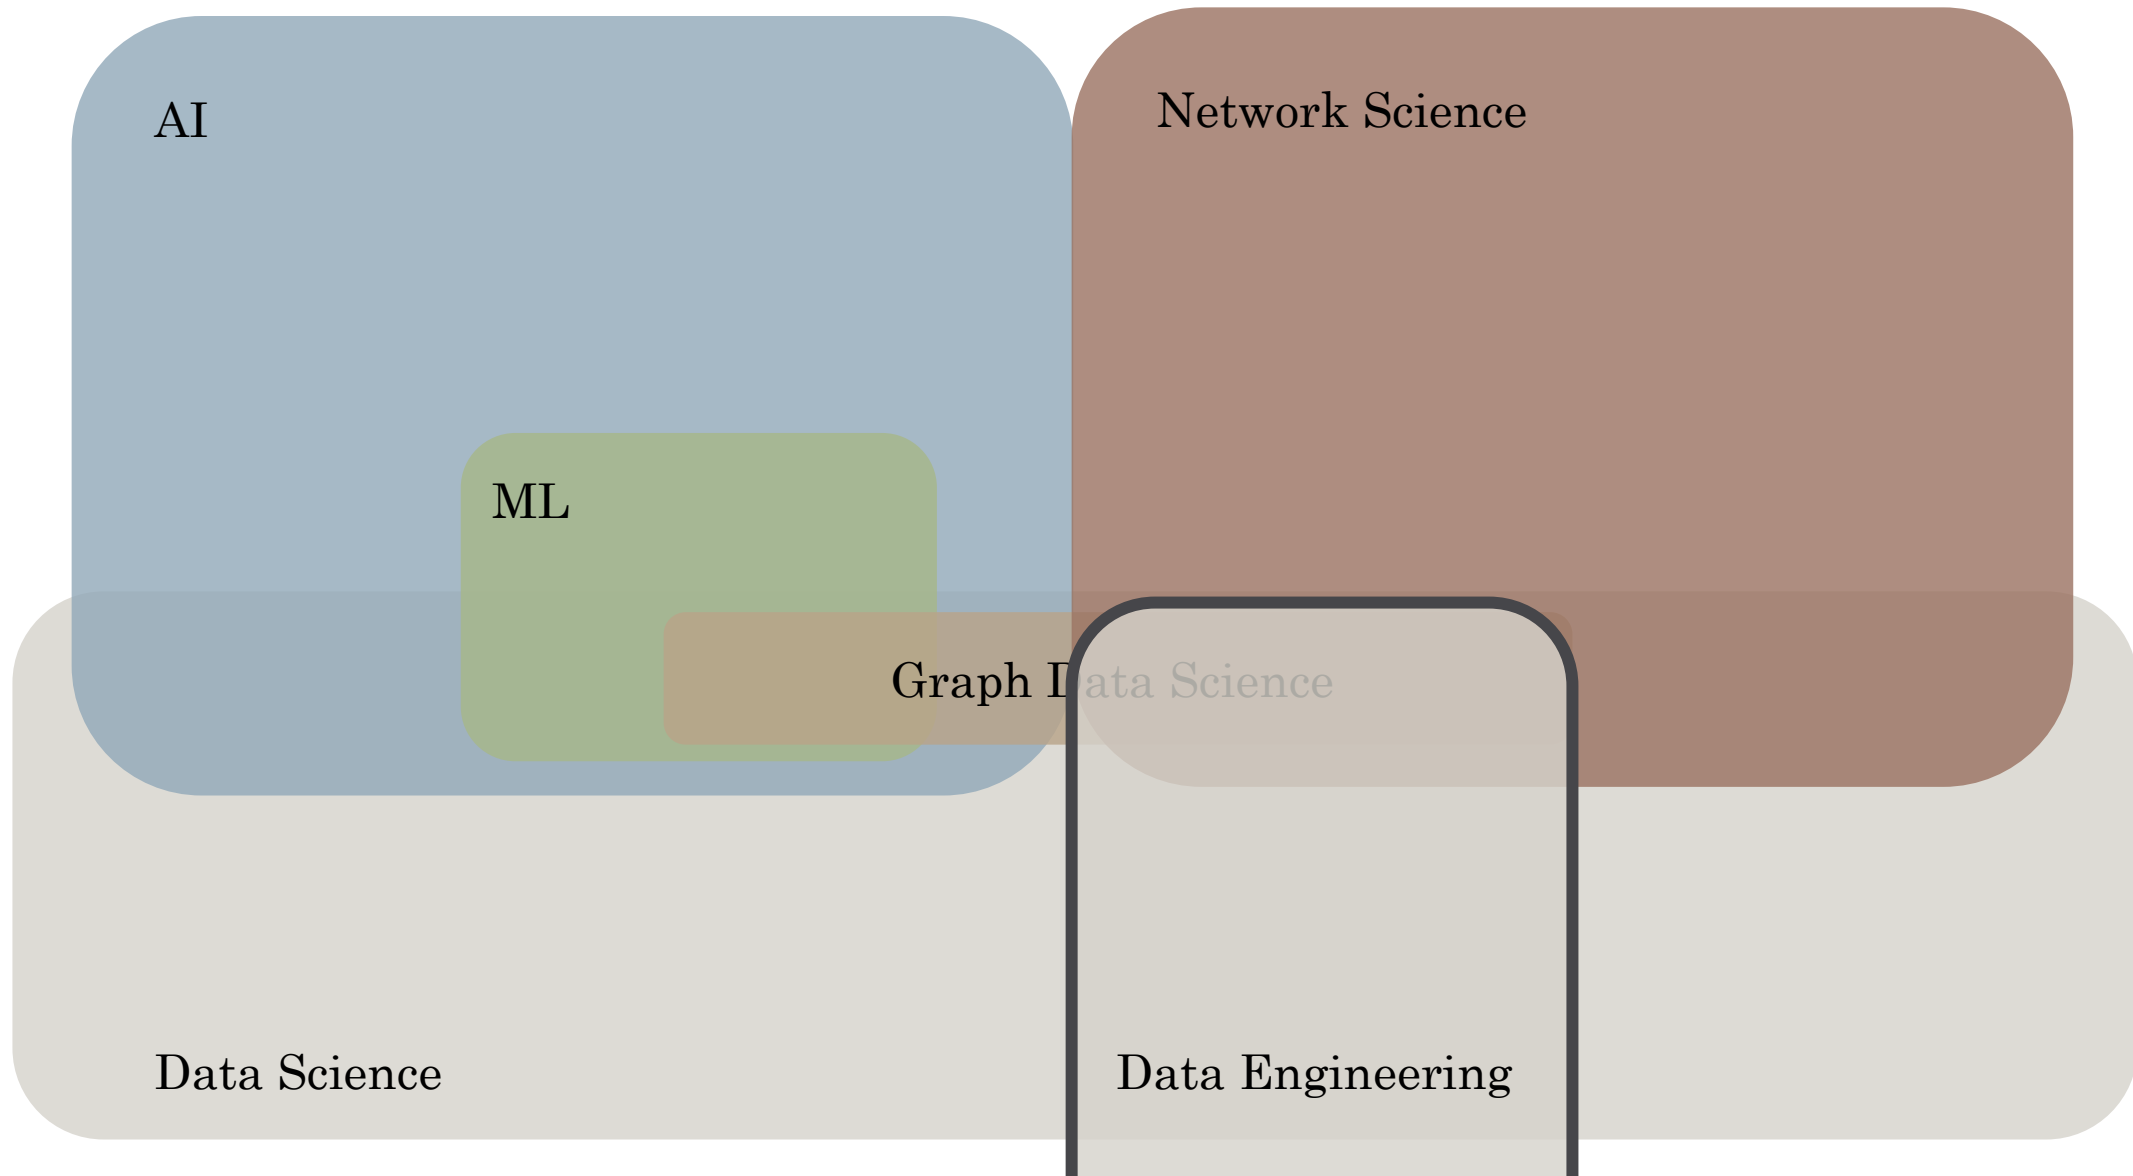 AI
Network Science
ML
Graph Data Science
Data Science
Data Engineering